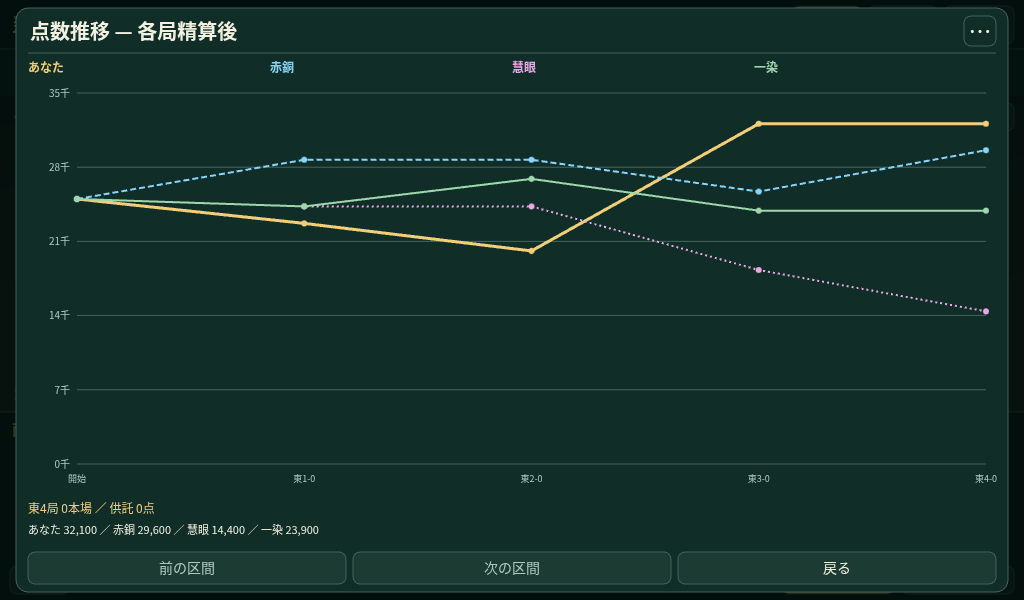 点数推移 — 各局精算後
…
あなた 赤銅 慧眼 一染
35千
28千
21千
14千
7千
0千
開始 東1-0 東2-0 東3-0 東4-0
東4局 0本場 ／ 供託 0点
あなた 32,100 ／ 赤銅 29,600 ／ 慧眼 14,400 ／ 一染 23,900
前の区間 次の区間 戻る